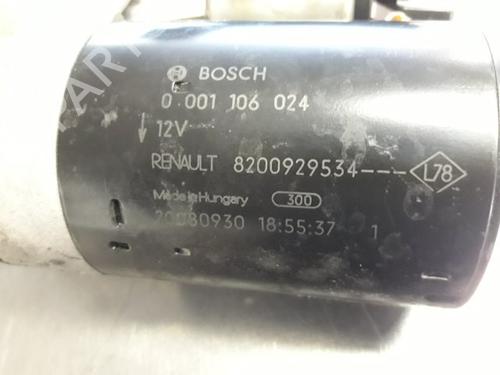 BOSCH
0 001 106 024
12V
RENAULT 8200929534--- L78
Made in Hungary 300
20080930 18:55:37 1